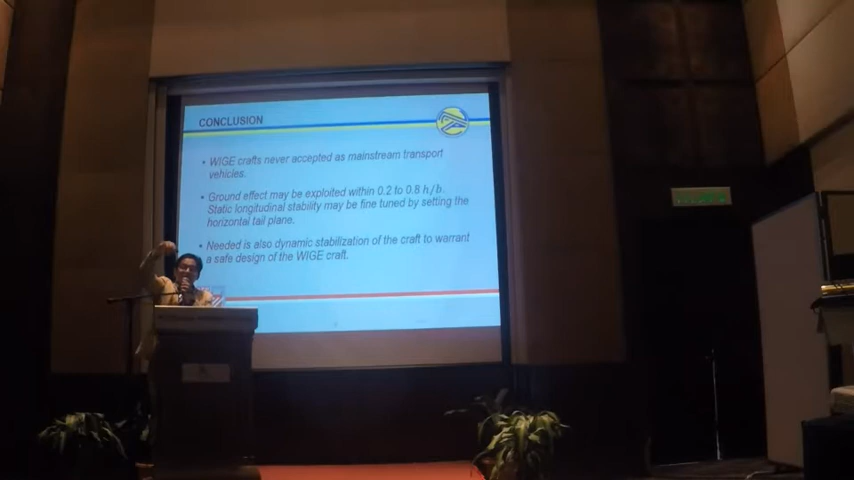 CONCLUSION
• WIGE crafts never accepted as mainstream transport
vehicles.
• Ground effect may be exploited within 0.2 to 0.8 h/b.
Static longitudinal stability may be fine tuned by setting the
horizontal tail plane.
• Needed is also dynamic stabilization of the craft to warrant
a safe design of the WIGE craft.